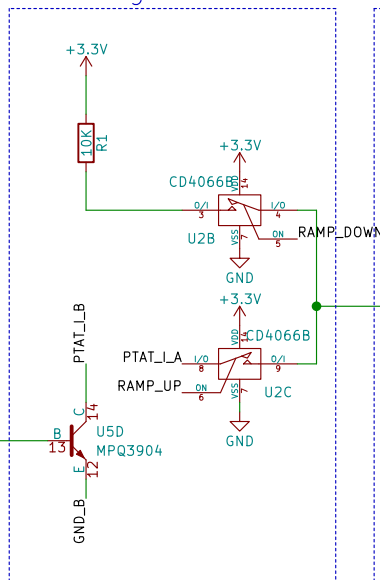 +3.3V
10K
R1
+3.3V
CD4066B
VDD
14
O/I
3
I/O
4
ON
5
RAMP_DOWN
U2B
VSS
7
GND
+3.3V
CD4066B
VDD
14
PTAT_I_A
I/O
8
O/I
9
RAMP_UP
ON
6
VSS
7
U2C
GND
PTAT_I_B
C
14
U5D
MPQ3904
B
13
E
12
GND_B